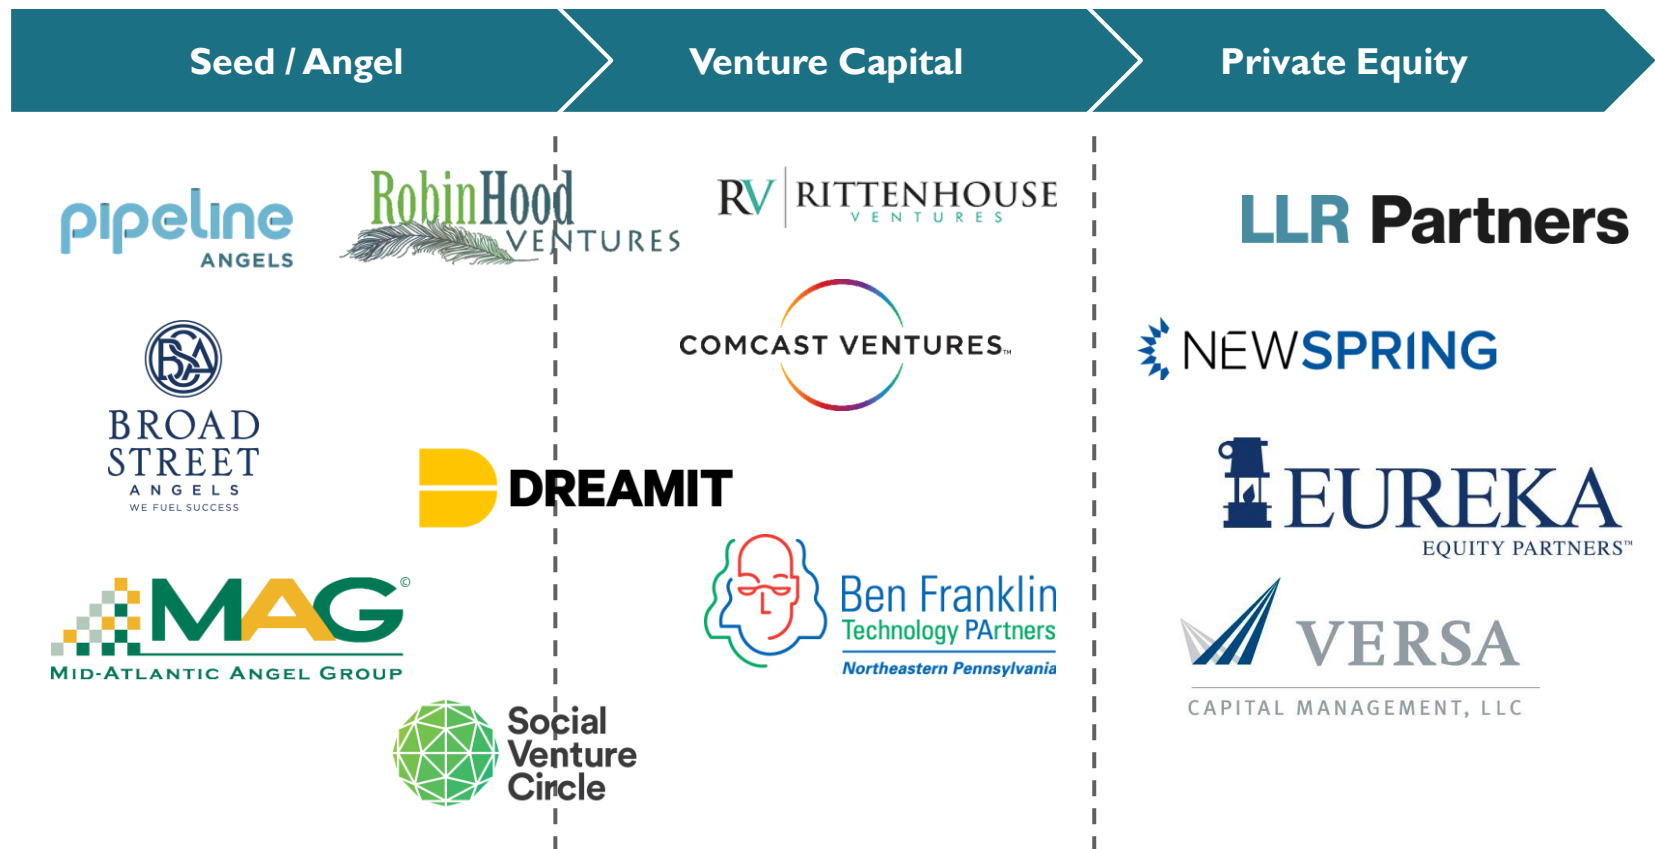 Seed / Angel
Venture Capital
Private Equity
pipeline
ANGELS
RobinHood
VENTURES
RV RITTENHOUSE
VENTURES
LLR Partners
COMCAST VENTURES™
NEWSPRING
BSA
BROAD
STREET
ANGELS
WE FUEL SUCCESS
DREAMIT
EUREKA
EQUITY PARTNERS™
MAG©
MID-ATLANTIC ANGEL GROUP
Ben Franklin
Technology PArtners
Northeastern Pennsylvania
VERSA
CAPITAL MANAGEMENT, LLC
Social
Venture
Circle